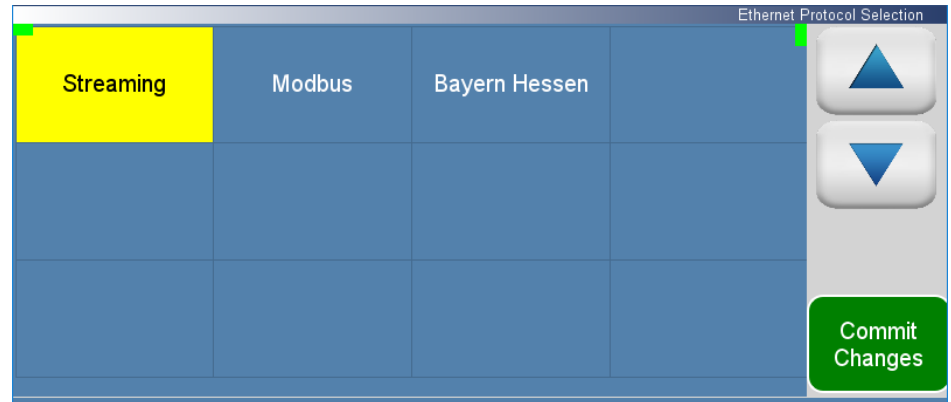 Ethernet Protocol Selection
Streaming
Modbus
Bayern Hessen
Commit
Changes